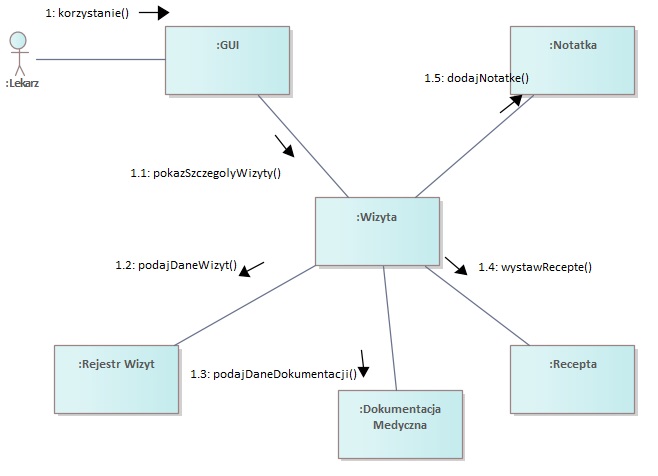 1: korzystanie()
:GUI
:Notatka
:Lekarz
1.5: dodajNotatke()
1.1: pokazSzczegolyWizyty()
:Wizyta
1.2: podajDaneWizyt()
1.4: wystawRecepte()
:Rejestr Wizyt
1.3: podajDaneDokumentacji()
:Recepta
:Dokumentacja
Medyczna